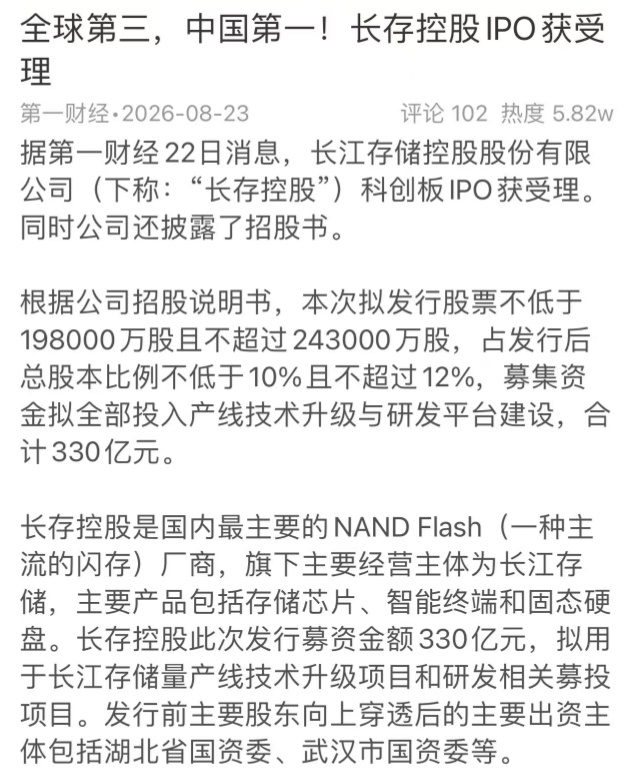 全球第三，中国第一！长存控股IPO获受
理
第一财经•2026-08-23 评论 102 热度 5.82w
据第一财经22日消息，长江存储控股股份有限
公司（下称：“长存控股”）科创板IPO获受理。
同时公司还披露了招股书。
根据公司招股说明书，本次拟发行股票不低于
198000万股且不超过243000万股，占发行后
总股本比例不低于10%且不超过12%，募集资
金拟全部投入产线技术升级与研发平台建设，合
计330亿元。
长存控股是国内最主要的NAND Flash（一种主
流的闪存）厂商，旗下主要经营主体为长江存
储，主要产品包括存储芯片、智能终端和固态硬
盘。长存控股此次发行募资金额330亿元，拟用
于长江存储量产线技术升级项目和研发相关募投
项目。发行前主要股东向上穿透后的主要出资主
体包括湖北省国资委、武汉市国资委等。